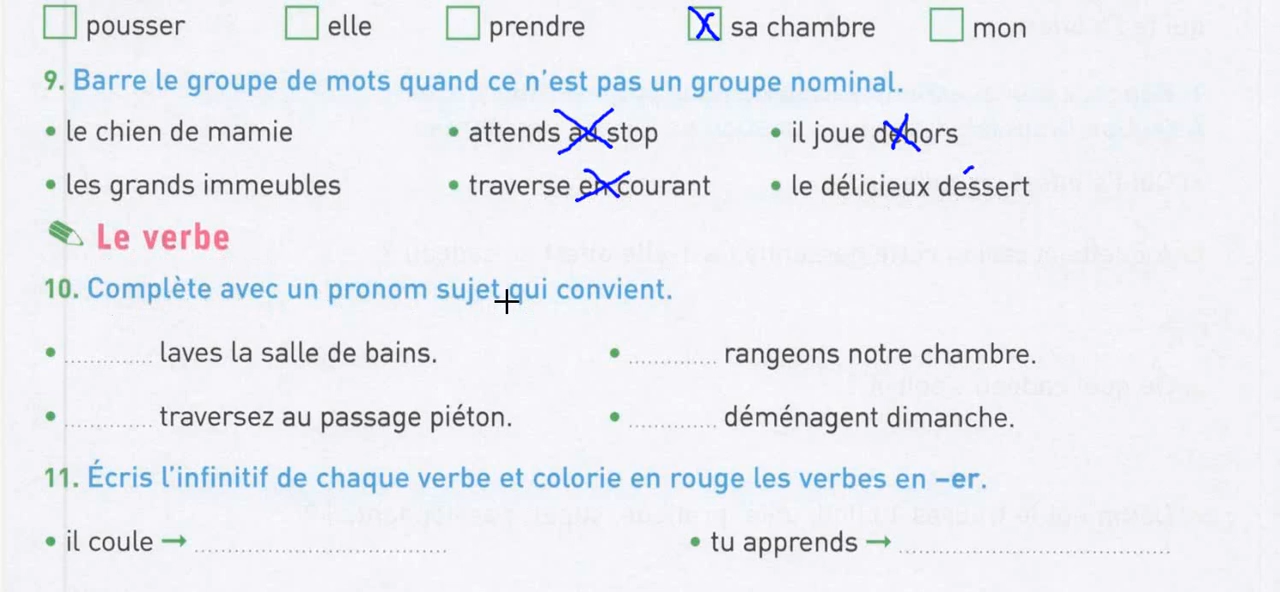 pousser elle prendre sa chambre mon
9. Barre le groupe de mots quand ce n'est pas un groupe nominal.
• le chien de mamie • attends au stop • il joue dehors
• les grands immeubles • traverse en courant • le délicieux dessert
Le verbe
10. Complète avec un pronom sujet qui convient.
• ............ laves la salle de bains. • ............ rangeons notre chambre.
• ............ traversez au passage piéton. • ............ déménagent dimanche.
11. Écris l'infinitif de chaque verbe et colorie en rouge les verbes en –er.
• il coule → ............ • tu apprends → ............